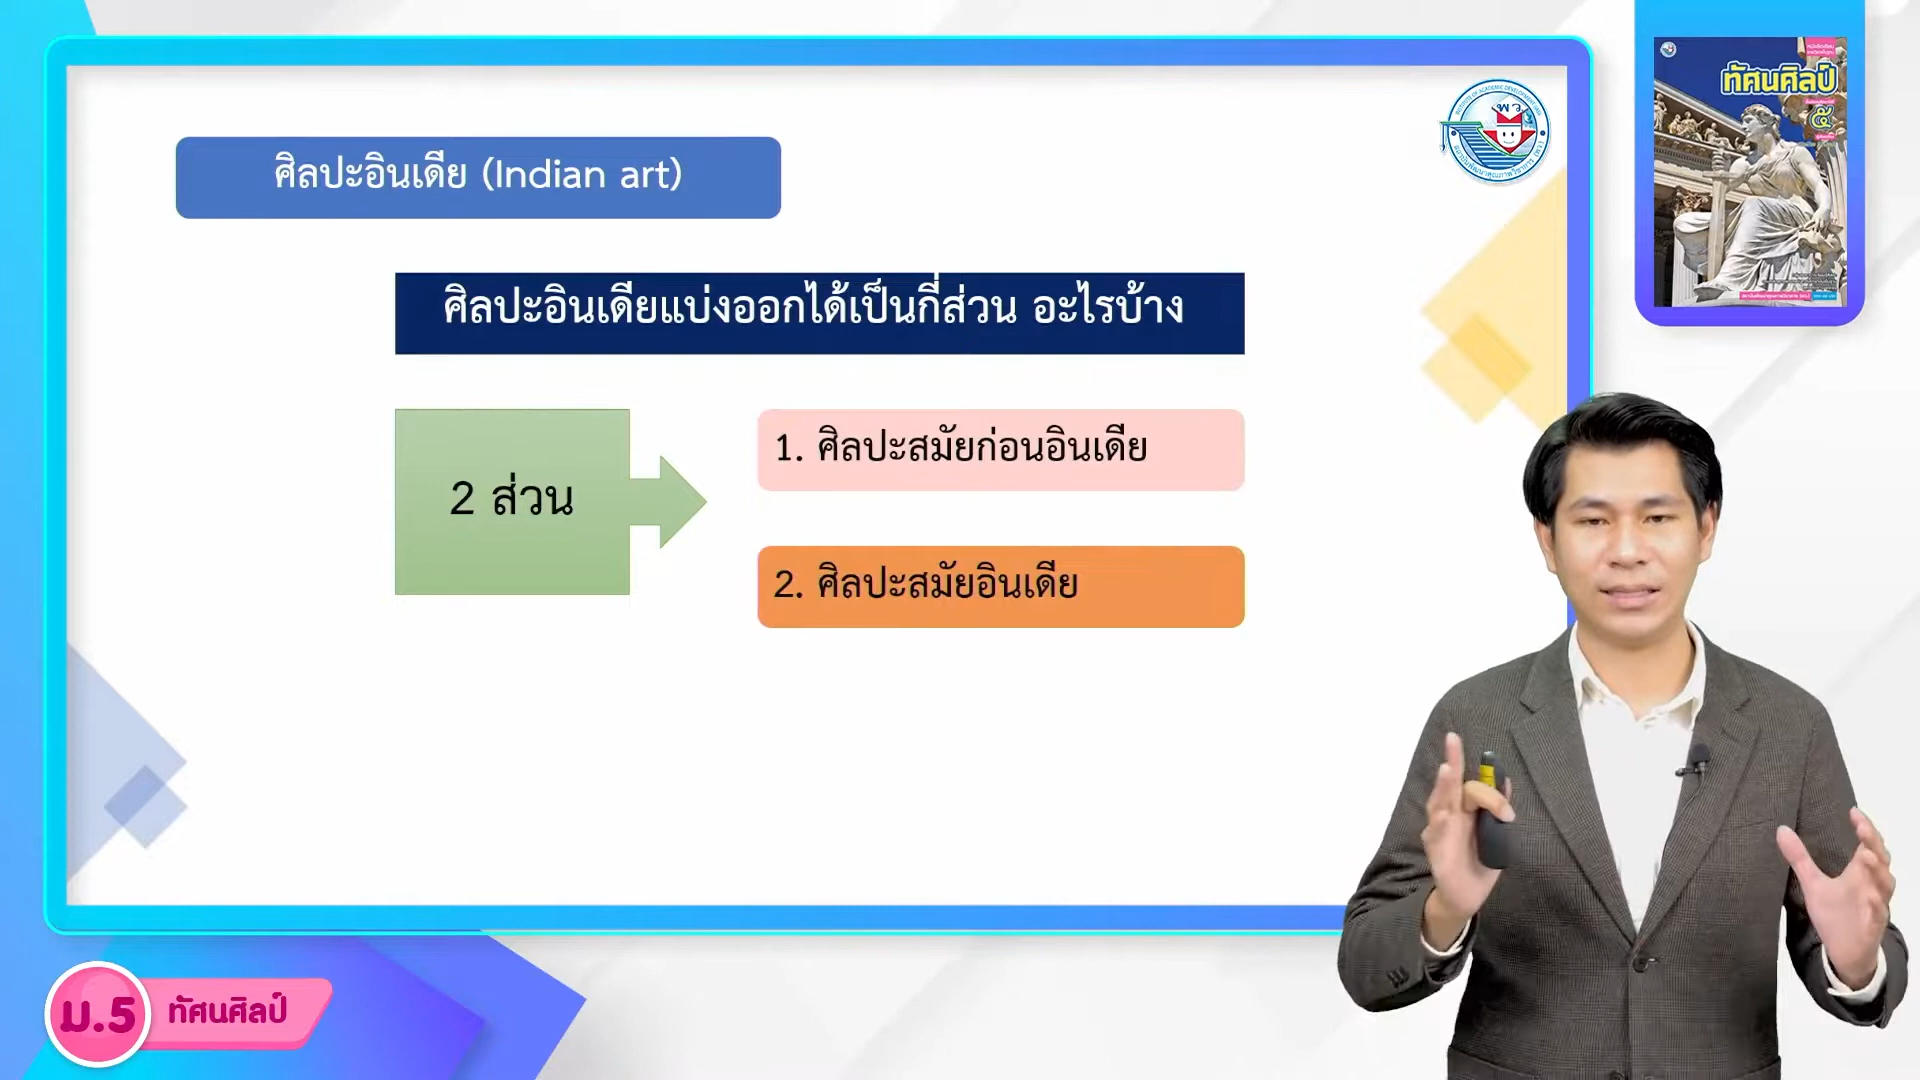 ศิลปะอินเดีย (Indian art)
ศิลปะอินเดียแบ่งออกได้เป็นกี่ส่วน อะไรบ้าง
2 ส่วน
1. ศิลปะสมัยก่อนอินเดีย
2. ศิลปะสมัยอินเดีย
พว
ทัศนศิลป์
๕
ม.5
ทัศนศิลป์